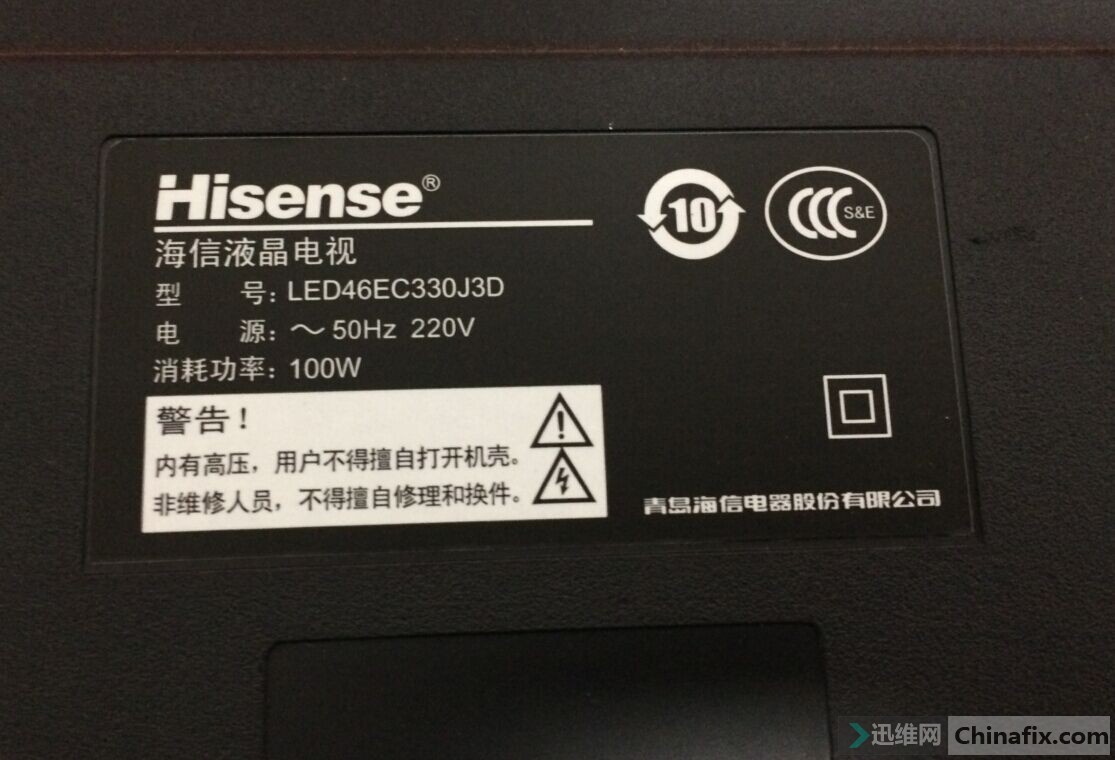 Hisense®
海信液晶电视
型 号: LED46EC330J3D
电 源: ～50Hz 220V
消耗功率: 100W
警告！
内有高压，用户不得擅自打开机壳。
非维修人员，不得擅自修理和换件。
10
CCC S&E
青岛海信电器股份有限公司
迅维网 Chinafix.com